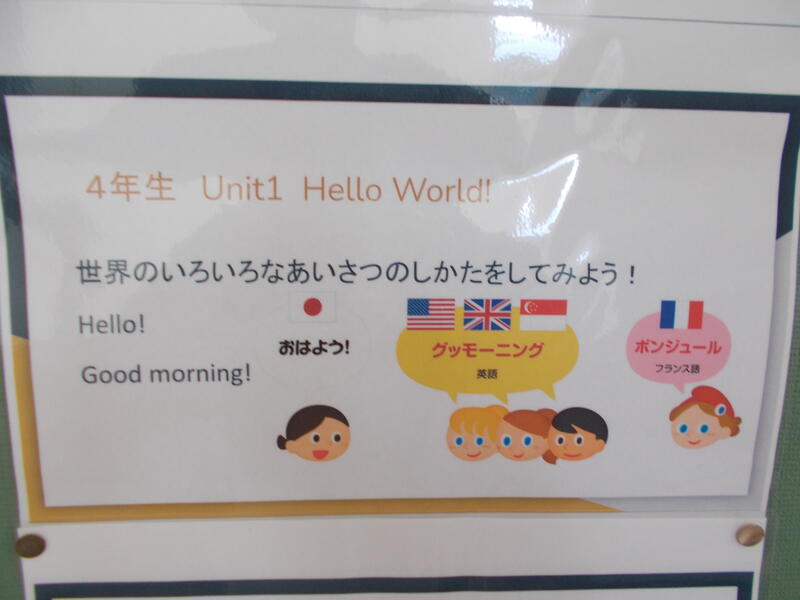 4年生 Unit1 Hello World!
世界のいろいろなあいさつのしかたをしてみよう!
Hello!
Good morning!
おはよう!
グッモーニング
英語
ボンジュール
フランス語